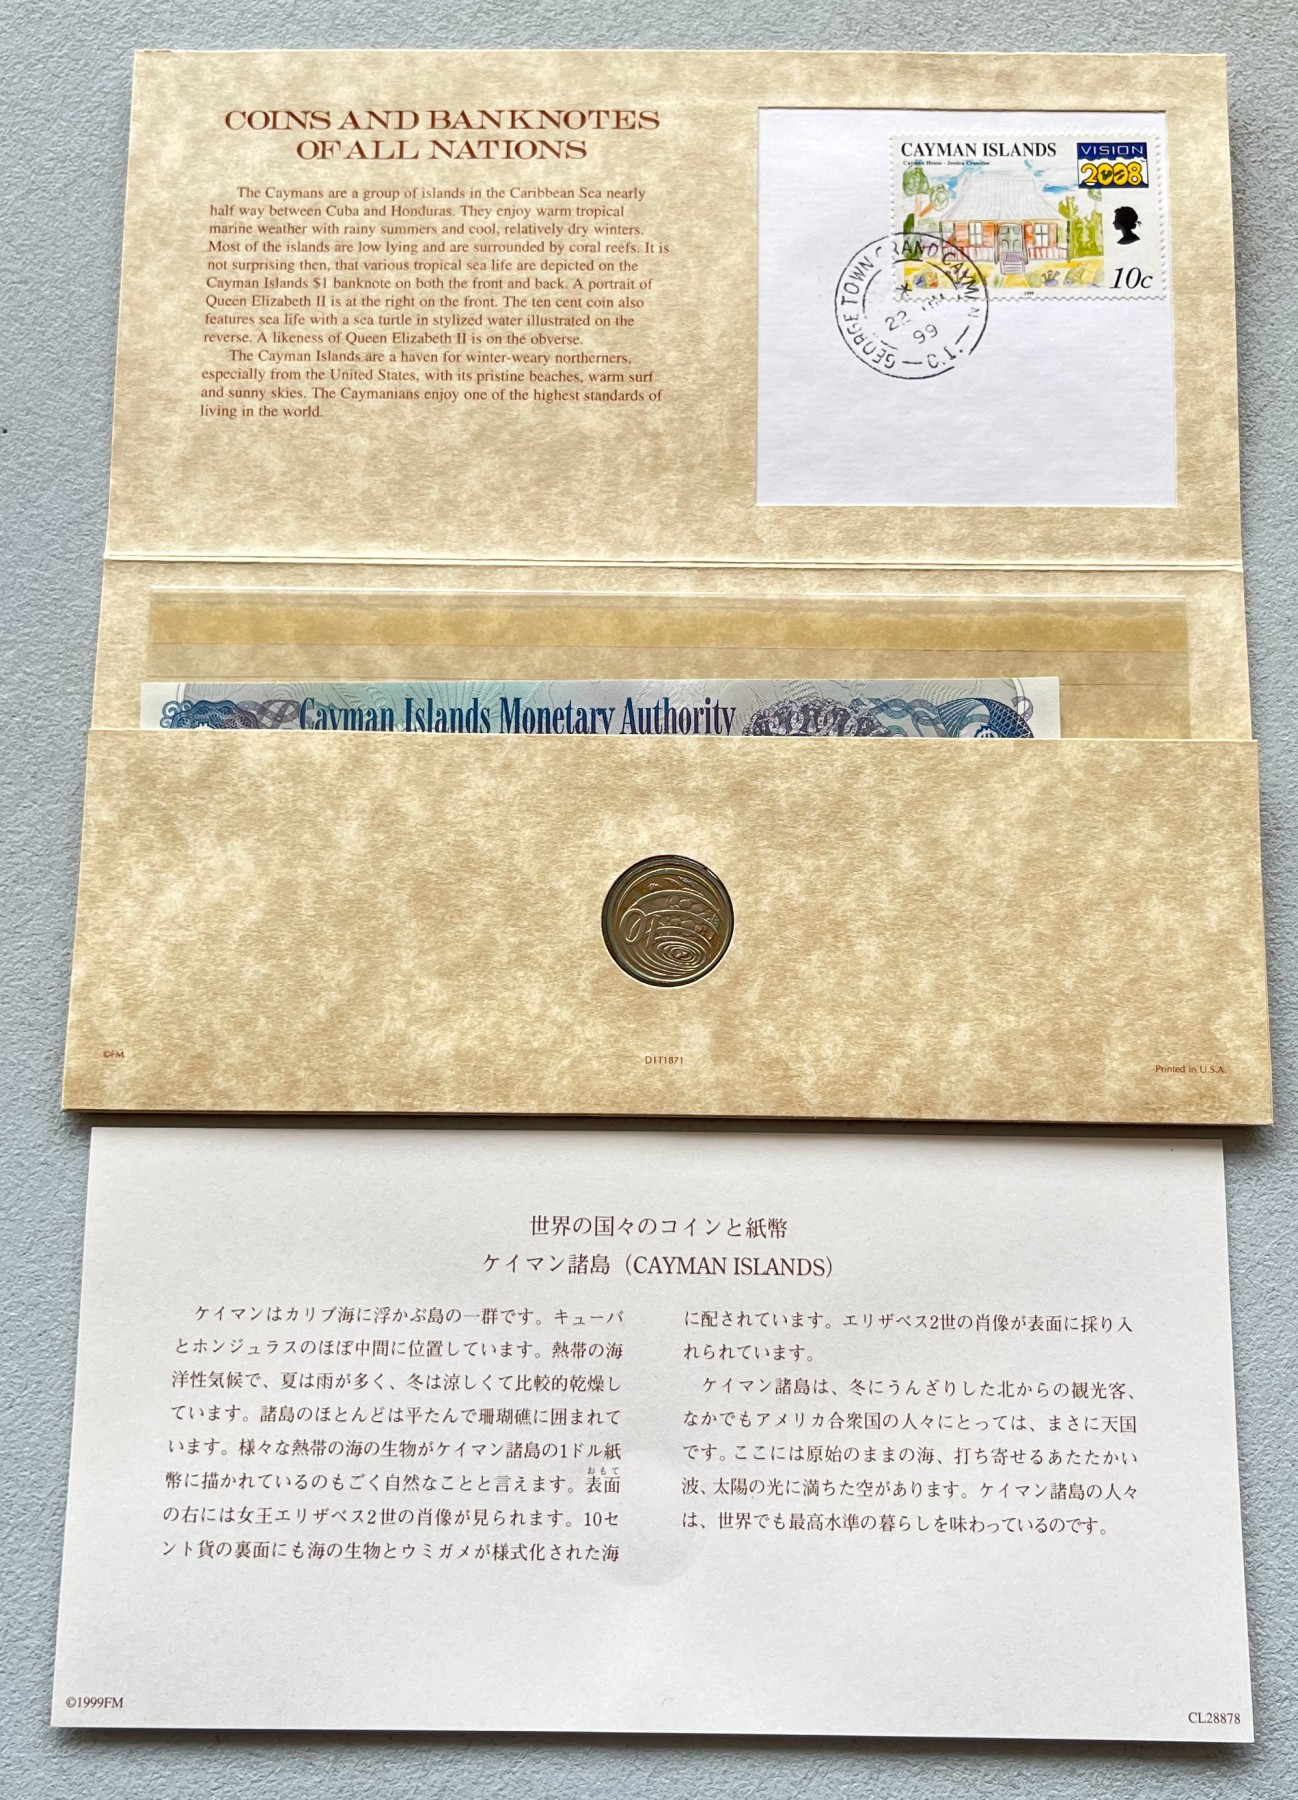 COINS AND BANKNOTES
OF ALL NATIONS
The Caymans are a group of islands in the Caribbean Sea nearly
half way between Cuba and Honduras. They enjoy warm tropical
marine weather with rainy summers and cool, relatively dry winters.
Most of the islands are low lying and are surrounded by coral reefs. It is
not surprising then, that various tropical sea life are depicted on the
Cayman Islands $1 banknote on both the front and back. A portrait of
Queen Elizabeth II is at the right on the front. The ten cent coin also
features sea life with a sea turtle in stylized water illustrated on the
reverse. A likeness of Queen Elizabeth II is on the obverse.
The Cayman Islands are a haven for winter-weary northerners,
especially from the United States, with its pristine beaches, warm surf
and sunny skies. The Caymanians enjoy one of the highest standards of
living in the world.
CAYMAN ISLANDS
Cayman House - Jessica Cranston
VISION
2008
10c
1999
GEORGE TOWN GRAND CAYMAN
22
99
C.I.
Cayman Islands Monetary Authority
©FM
D1T1871
Printed in U.S.A.
世界の国々のコインと紙幣
ケイマン諸島（CAYMAN ISLANDS）
ケイマンはカリブ海に浮かぶ島の一群です。キューバ
とホンジュラスのほぼ中間に位置しています。熱帯の海
洋性気候で、夏は雨が多く、冬は涼しくて比較的乾燥し
ています。諸島のほとんどは平たんで珊瑚礁に囲まれて
います。様々な熱帯の海の生物がケイマン諸島の1ドル紙
幣に描かれているのもごく自然なことと言えます。表面
おもて
の右には女王エリザベス2世の肖像が見られます。10セ
ント貨の裏面にも海の生物とウミガメが様式化された海
に配されています。エリザベス2世の肖像が表面に採り入
れられています。
ケイマン諸島は、冬にうんざりした北からの観光客、
なかでもアメリカ合衆国の人々にとっては、まさに天国
です。ここには原始のままの海、打ち寄せるあたたかい
波、太陽の光に満ちた空があります。ケイマン諸島の人々
は、世界でも最高水準の暮らしを味わっているのです。
©1999FM
CL28878